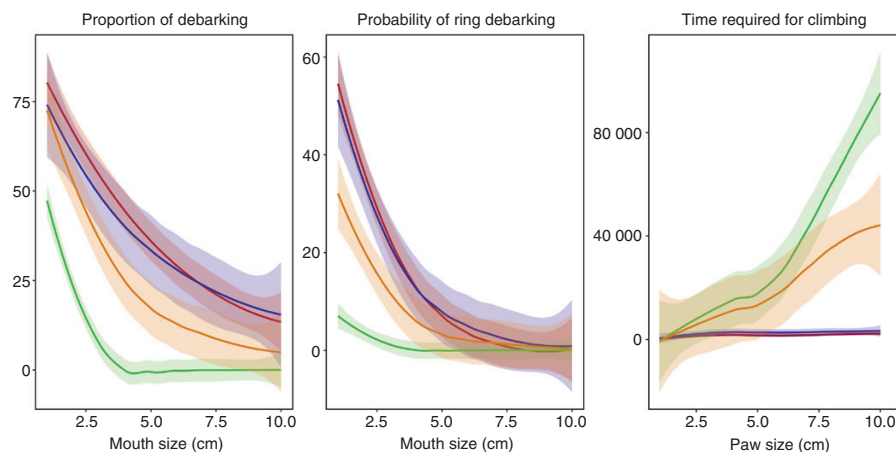 Proportion of debarking
Probability of ring debarking
Time required for climbing
75
50
25
0
2.5 5.0 7.5 10.0
Mouth size (cm)
60
40
20
0
2.5 5.0 7.5 10.0
Mouth size (cm)
80 000
40 000
0
2.5 5.0 7.5 10.0
Paw size (cm)